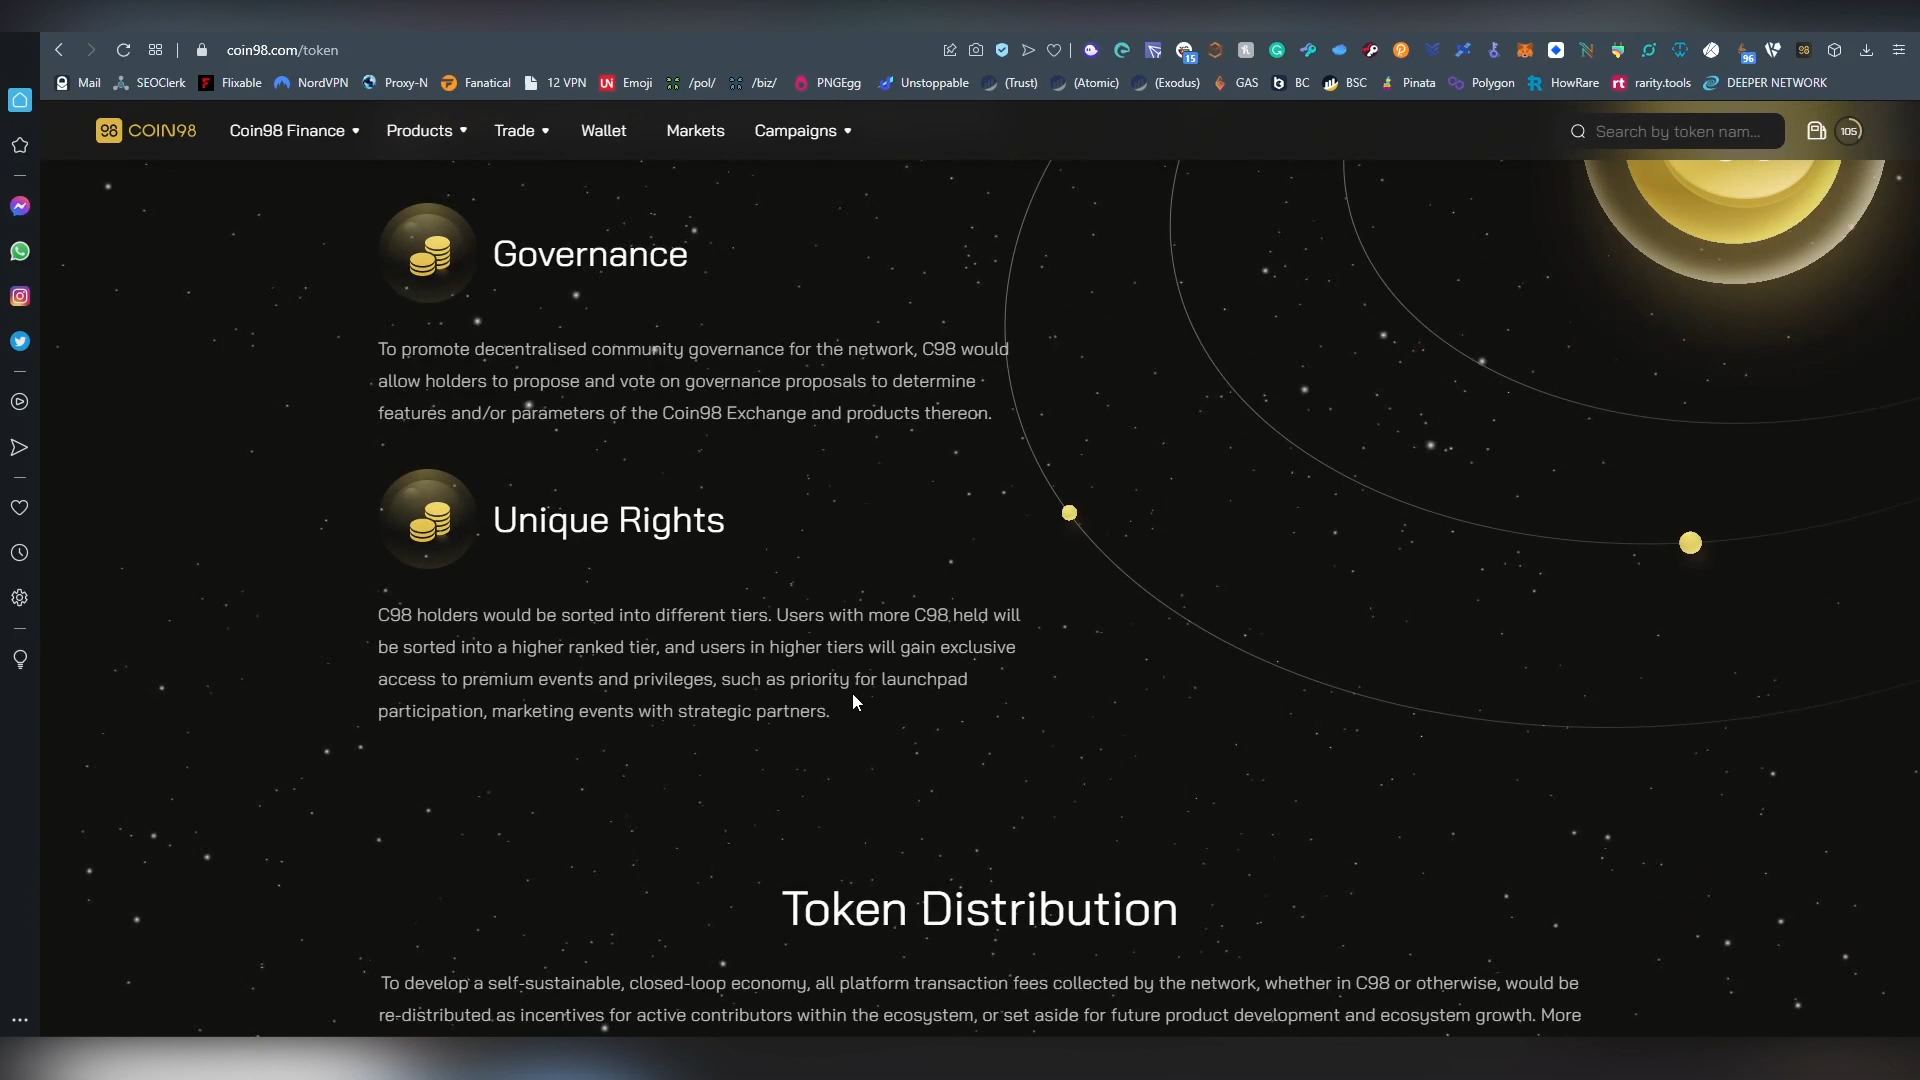 coin98.com/token
15
96
Mail SEOClerk Flixable NordVPN Proxy-N Fanatical 12 VPN UN Emoji /pol/ /biz/ PNGEgg Unstoppable (Trust) (Atomic) (Exodus) GAS BC BSC Pinata Polygon HowRare rt rarity.tools DEEPER NETWORK
98 COIN98 Coin98 Finance Products Trade Wallet Markets Campaigns Search by token nam... 105
Governance
To promote decentralised community governance for the network, C98 would
allow holders to propose and vote on governance proposals to determine
features and/or parameters of the Coin98 Exchange and products thereon.
Unique Rights
C98 holders would be sorted into different tiers. Users with more C98 held will
be sorted into a higher ranked tier, and users in higher tiers will gain exclusive
access to premium events and privileges, such as priority for launchpad
participation, marketing events with strategic partners.
Token Distribution
To develop a self-sustainable, closed-loop economy, all platform transaction fees collected by the network, whether in C98 or otherwise, would be
re-distributed as incentives for active contributors within the ecosystem, or set aside for future product development and ecosystem growth. More